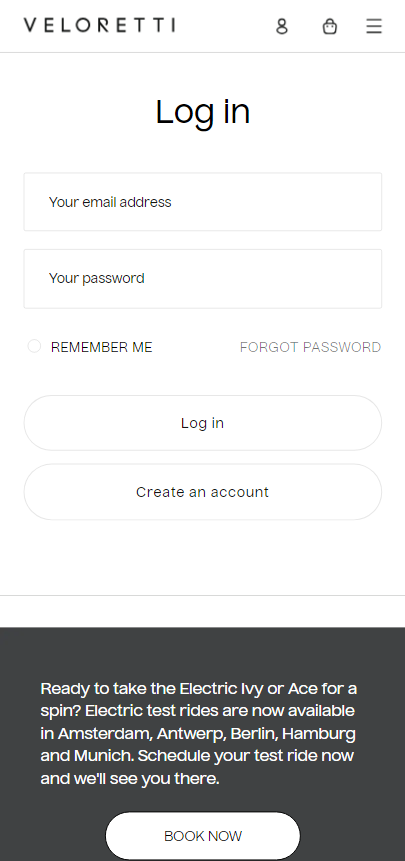 VELORETTI
Log in
Your email address
Your password
REMEMBER ME
FORGOT PASSWORD
Log in
Create an account
Ready to take the Electric Ivy or Ace for a
spin? Electric test rides are now available
in Amsterdam, Antwerp, Berlin, Hamburg
and Munich. Schedule your test ride now
and we'll see you there.
BOOK NOW